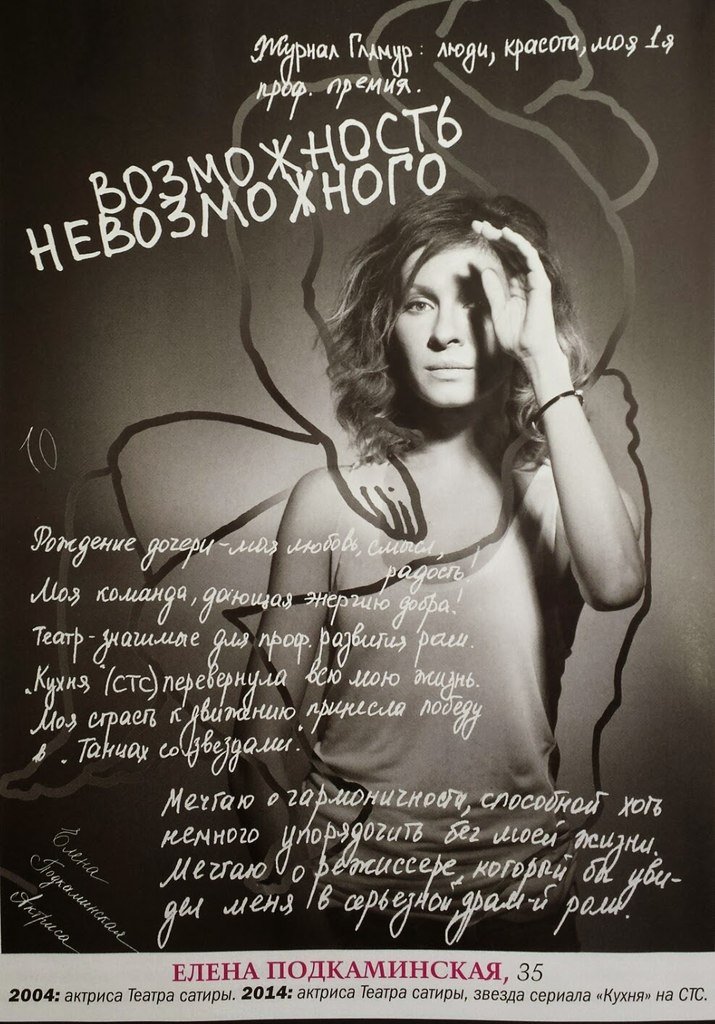 Журнал Гламур: люди, красота, моя 1я
проф. премия.
ВОЗМОЖНОСТЬ
НЕВОЗМОЖНОГО
10
Рождение дочери - моя любовь, смысл,
радость!
Моя команда, дающая энергию добра!
Театр - значимые для проф. развития роли.
"Кухня" (СТС) перевернула всю мою жизнь.
Моя страсть к движению принесла победу
в "Танцах со звездами".
Мечтаю о гармоничности, способной хоть
немного упорядочить бег моей жизни.
Мечтаю о режиссере, который бы уви-
дел меня в серьезной, драм-й роли.
Елена
Подкаминская
Актриса
ЕЛЕНА ПОДКАМИНСКАЯ, 35
2004: актриса Театра сатиры. 2014: актриса Театра сатиры, звезда сериала «Кухня» на СТС.